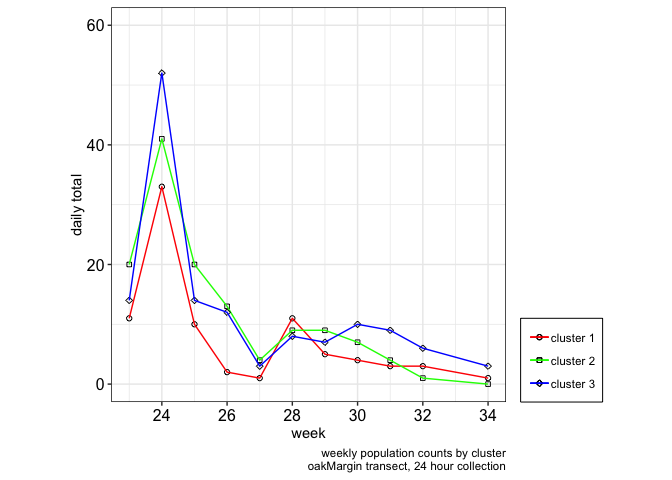 60
40
20
0
daily total
24 26 28 30 32 34
week
cluster 1
cluster 2
cluster 3
weekly population counts by cluster
oakMargin transect, 24 hour collection